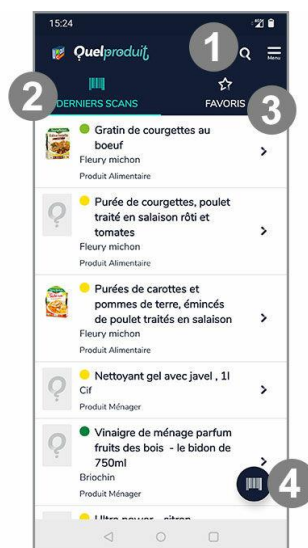 15:24
1
Quelproduit
Menu
2
DERNIERS SCANS
FAVORIS
3
Gratin de courgettes au
boeuf
Fleury michon
Produit Alimentaire
Purée de courgettes, poulet
traité en salaison rôti et
tomates
Fleury michon
Produit Alimentaire
Purées de carottes et
pommes de terre, émincés
de poulet traités en salaison
Fleury michon
Produit Alimentaire
Nettoyant gel avec javel , 1l
Cif
Produit Ménager
Vinaigre de ménage parfum
fruits des bois - le bidon de
750ml
Briochin
Produit Ménager
4
Ultra power - citron